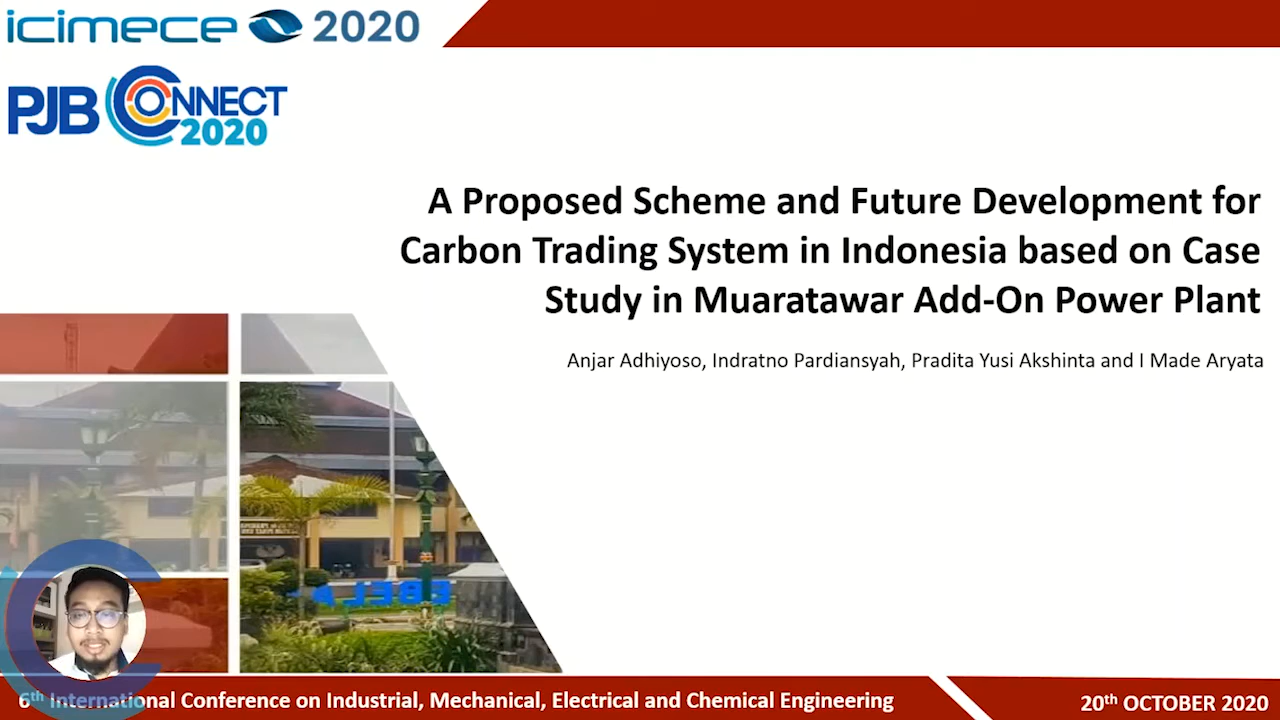 icimece 2020
PJB CONNECT
2020
A Proposed Scheme and Future Development for
Carbon Trading System in Indonesia based on Case
Study in Muaratawar Add-On Power Plant
Anjar Adhiyoso, Indratno Pardiansyah, Pradita Yusi Akshinta and I Made Aryata
6th International Conference on Industrial, Mechanical, Electrical and Chemical Engineering
20th OCTOBER 2020